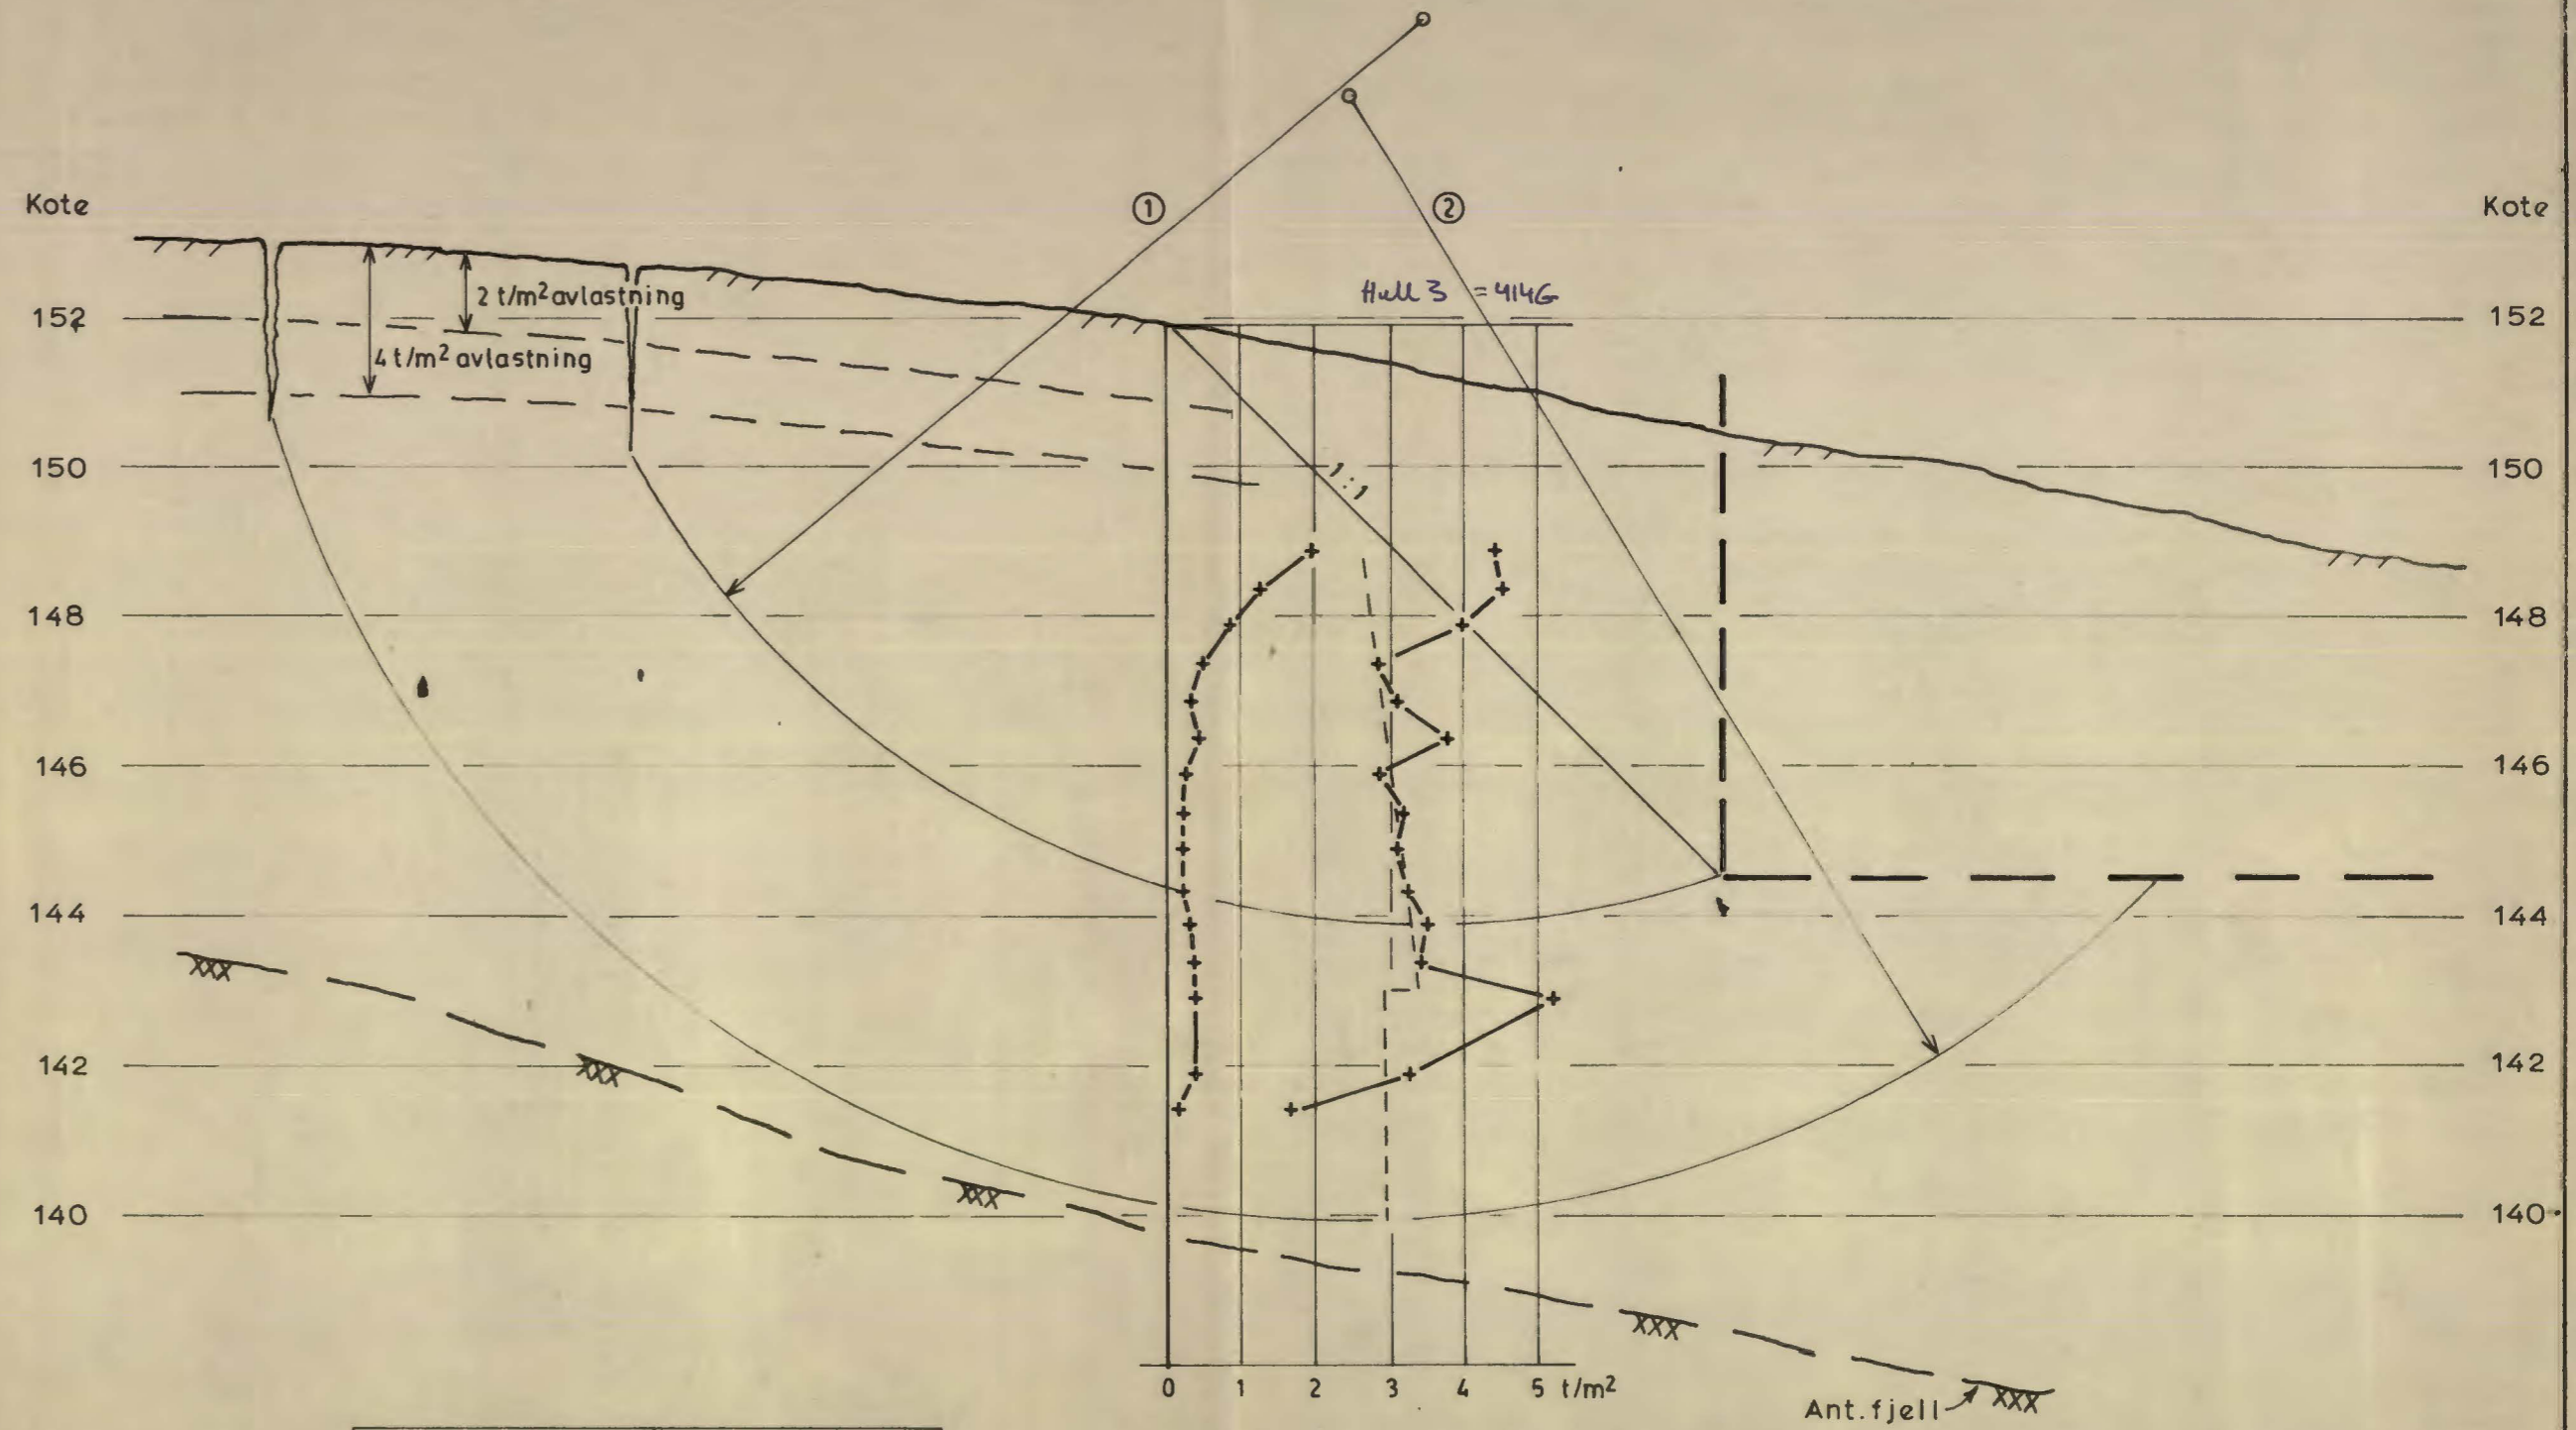 ① ②
Kote Kote
Hull 3 = 414G
2 t/m² avlastning
152 152
4 t/m² avlastning
150 150
1:1
148 148
146 146
144 144
XXX
142 142
XXX
140 140
XXX
XXX
0 1 2 3 4 5 t/m²
Ant. fjell XXX